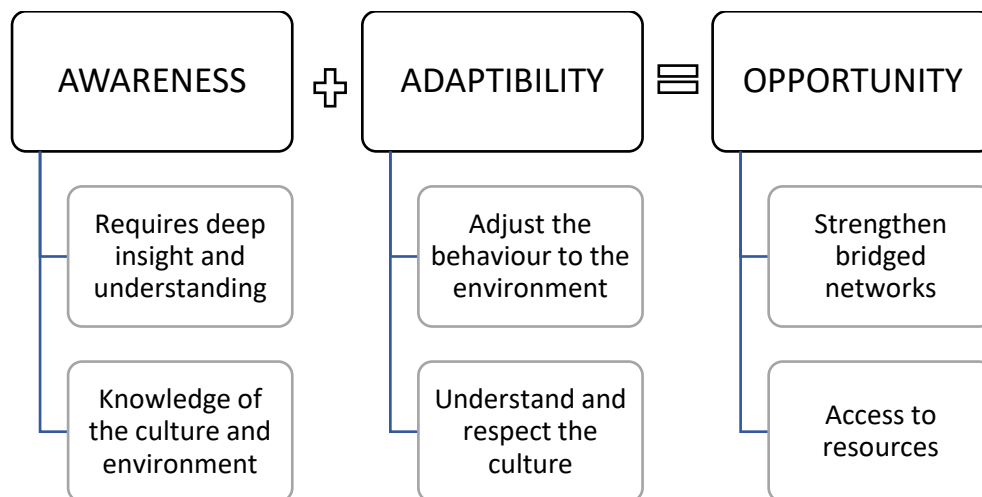 AWARENESS
ADAPTIBILITY
OPPORTUNITY
Requires deep
insight and
understanding
Knowledge of
the culture and
environment
Adjust the
behaviour to the
environment
Understand and
respect the
culture
Strengthen
bridged
networks
Access to
resources